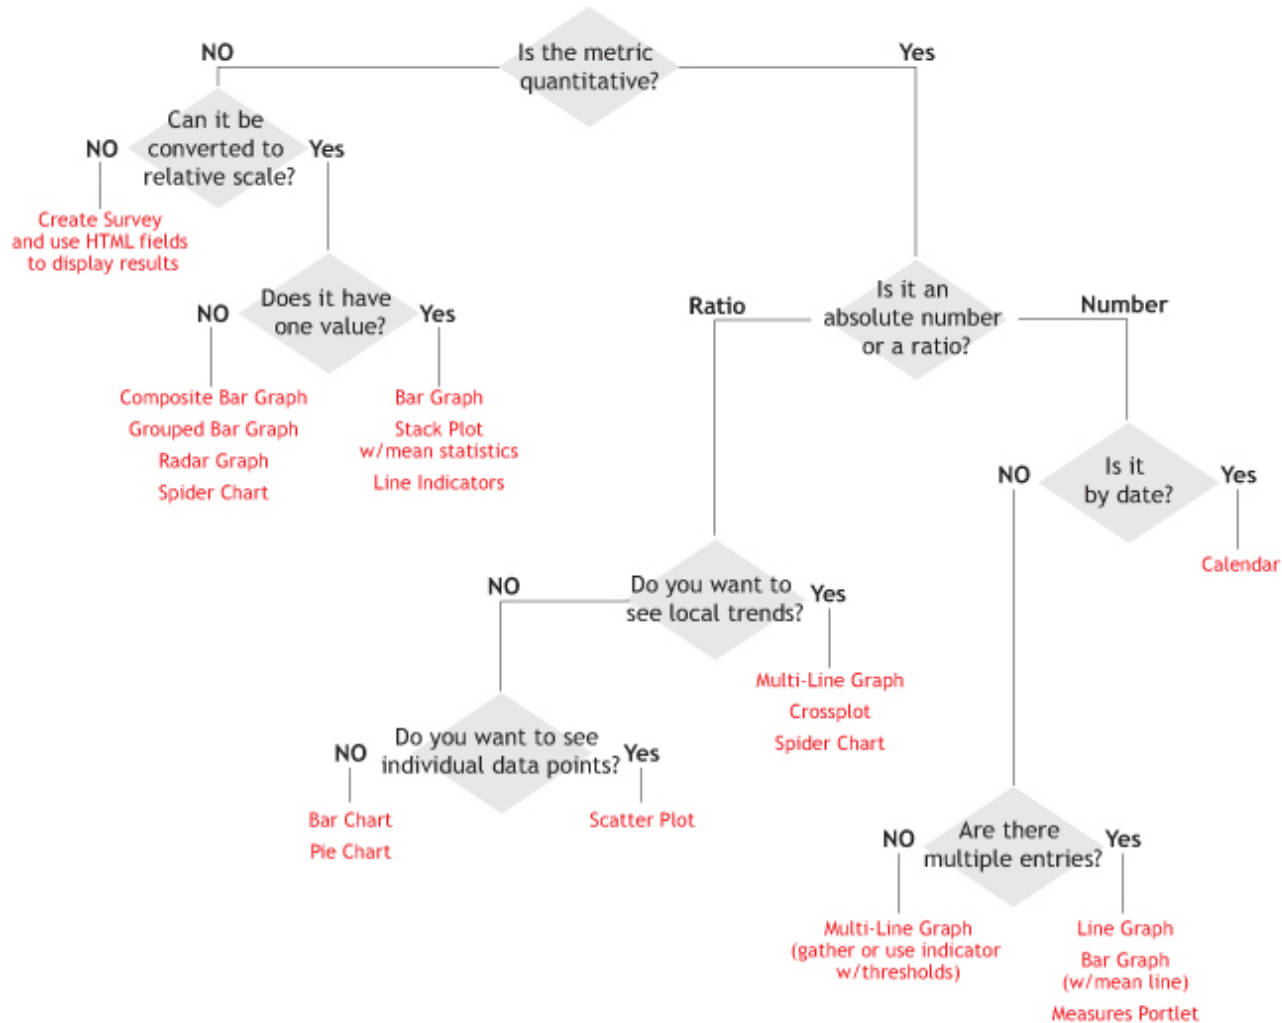 NO
Is the metric
quantitative?
Yes
Can it be
converted to
relative scale?
NO
Yes
Create Survey
and use HTML fields
to display results
Does it have
one value?
NO
Yes
Composite Bar Graph
Grouped Bar Graph
Radar Graph
Spider Chart
Bar Graph
Stack Plot
w/mean statistics
Line Indicators
Is it an
absolute number
or a ratio?
Ratio
Number
Is it
by date?
NO
Yes
Calendar
Do you want to
see local trends?
NO
Yes
Multi-Line Graph
Crossplot
Spider Chart
Do you want to see
individual data points?
NO
Yes
Bar Chart
Pie Chart
Scatter Plot
Are there
multiple entries?
NO
Yes
Multi-Line Graph
(gather or use indicator
w/thresholds)
Line Graph
Bar Graph
(w/mean line)
Measures Portlet